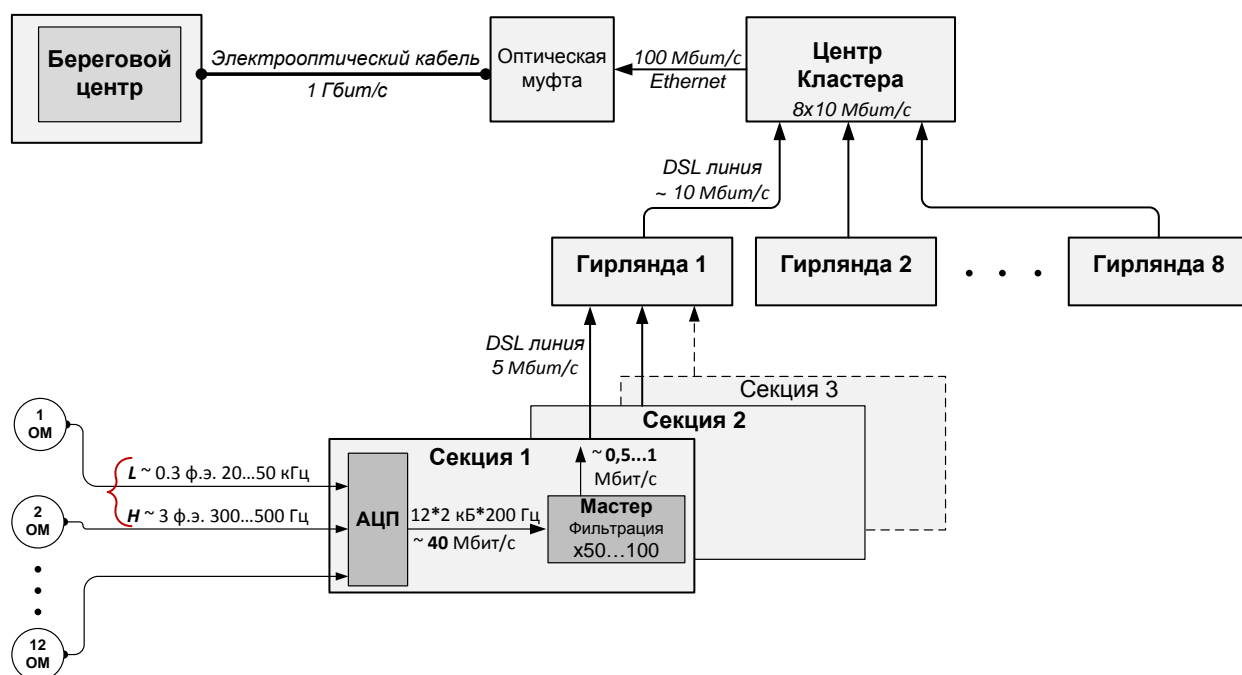 Береговой
центр
Электрооптический кабель
1 Гбит/с
Оптическая
муфта
100 Мбит/с
Ethernet
Центр
Кластера
8x10 Мбит/с
DSL линия
~ 10 Мбит/с
Гирлянда 1
Гирлянда 2
. . .
Гирлянда 8
DSL линия
5 Мбит/с
Секция 3
Секция 2
Секция 1
~ 0,5...1
Мбит/с
1
ОМ
L ~ 0.3 ф.э. 20...50 кГц
2
ОМ
H ~ 3 ф.э. 300...500 Гц
АЦП
12*2 кБ*200 Гц
~ 40 Мбит/с
Мастер
Фильтрация
x50...100
12
ОМ